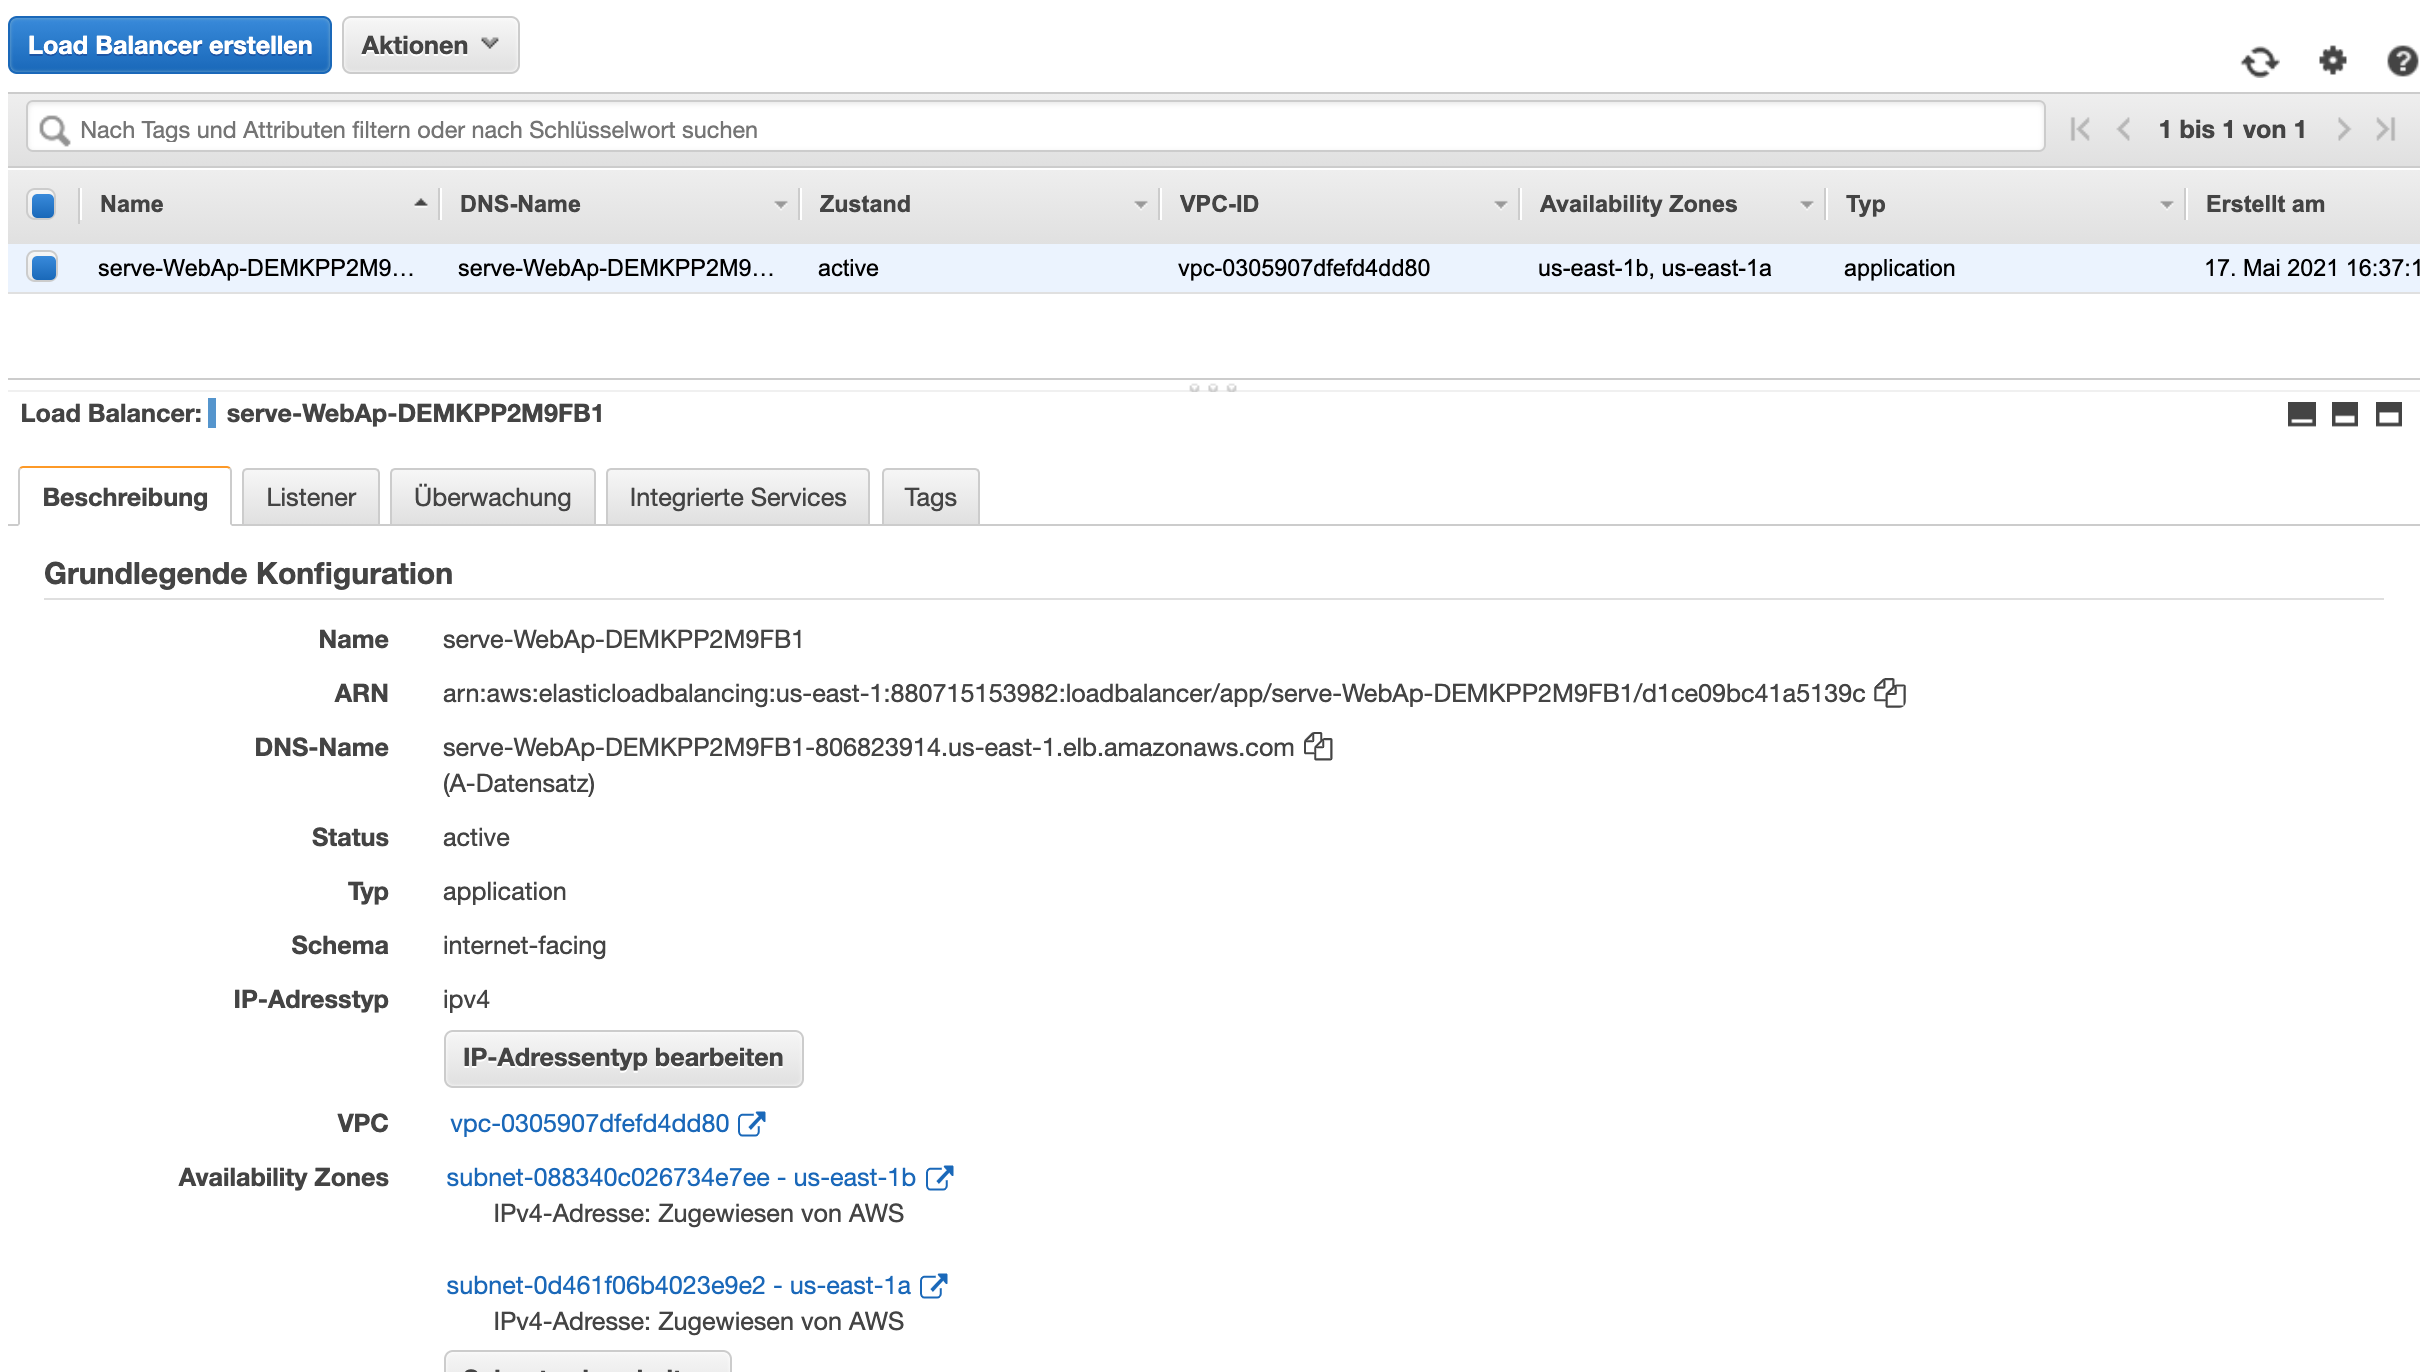 Load Balancer erstellen Aktionen
Nach Tags und Attributen filtern oder nach Schlüsselwort suchen 1 bis 1 von 1
Name DNS-Name Zustand VPC-ID Availability Zones Typ Erstellt am
serve-WebAp-DEMKPP2M9... serve-WebAp-DEMKPP2M9... active vpc-0305907dfefd4dd80 us-east-1b, us-east-1a application 17. Mai 2021 16:37:1
Load Balancer: serve-WebAp-DEMKPP2M9FB1
Beschreibung Listener Überwachung Integrierte Services Tags
Grundlegende Konfiguration
Name serve-WebAp-DEMKPP2M9FB1
ARN arn:aws:elasticloadbalancing:us-east-1:880715153982:loadbalancer/app/serve-WebAp-DEMKPP2M9FB1/d1ce09bc41a5139c
DNS-Name serve-WebAp-DEMKPP2M9FB1-806823914.us-east-1.elb.amazonaws.com
(A-Datensatz)
Status active
Typ application
Schema internet-facing
IP-Adresstyp ipv4
IP-Adressentyp bearbeiten
VPC vpc-0305907dfefd4dd80
Availability Zones subnet-088340c026734e7ee - us-east-1b
IPv4-Adresse: Zugewiesen von AWS
subnet-0d461f06b4023e9e2 - us-east-1a
IPv4-Adresse: Zugewiesen von AWS